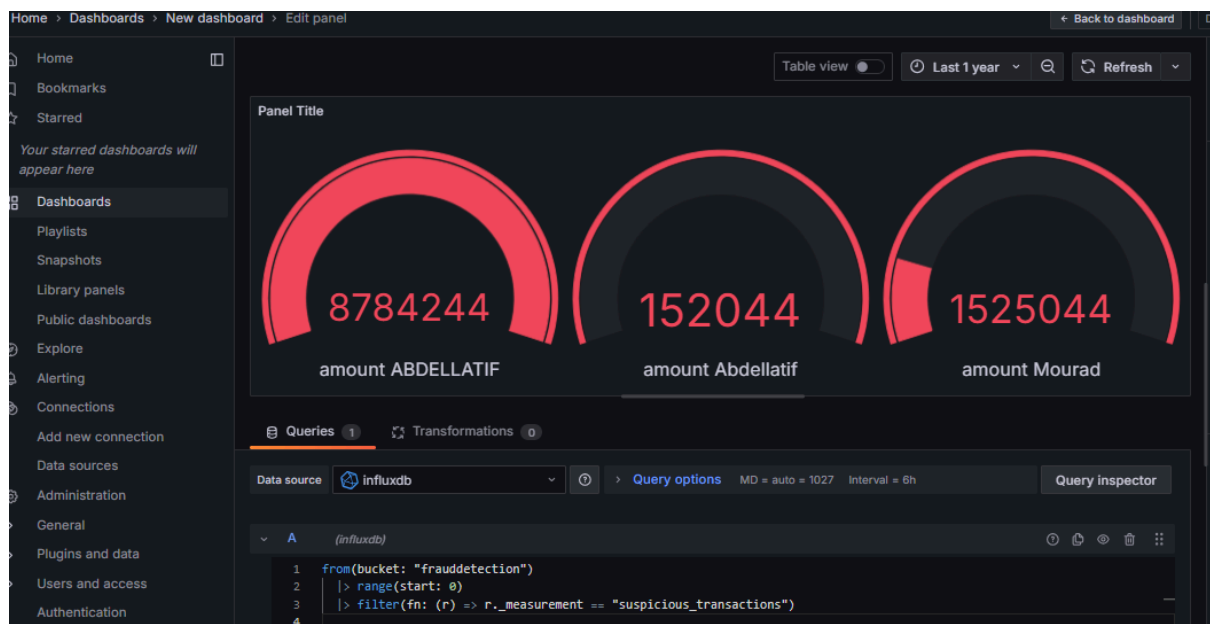 Home > Dashboards > New dashboard > Edit panel
← Back to dashboard
Home
Bookmarks
Starred
Your starred dashboards will
appear here
Dashboards
Playlists
Snapshots
Library panels
Public dashboards
Explore
Alerting
Connections
Add new connection
Data sources
Administration
General
Plugins and data
Users and access
Authentication
Table view
Last 1 year
Refresh
Panel Title
8784244
amount ABDELLATIF
152044
amount Abdellatif
1525044
amount Mourad
Queries 1
Transformations 0
Data source
influxdb
> Query options MD = auto = 1027 Interval = 6h
Query inspector
A (influxdb)
1 from(bucket: "frauddetection")
2 |> range(start: 0)
3 |> filter(fn: (r) => r._measurement == "suspicious_transactions")
4